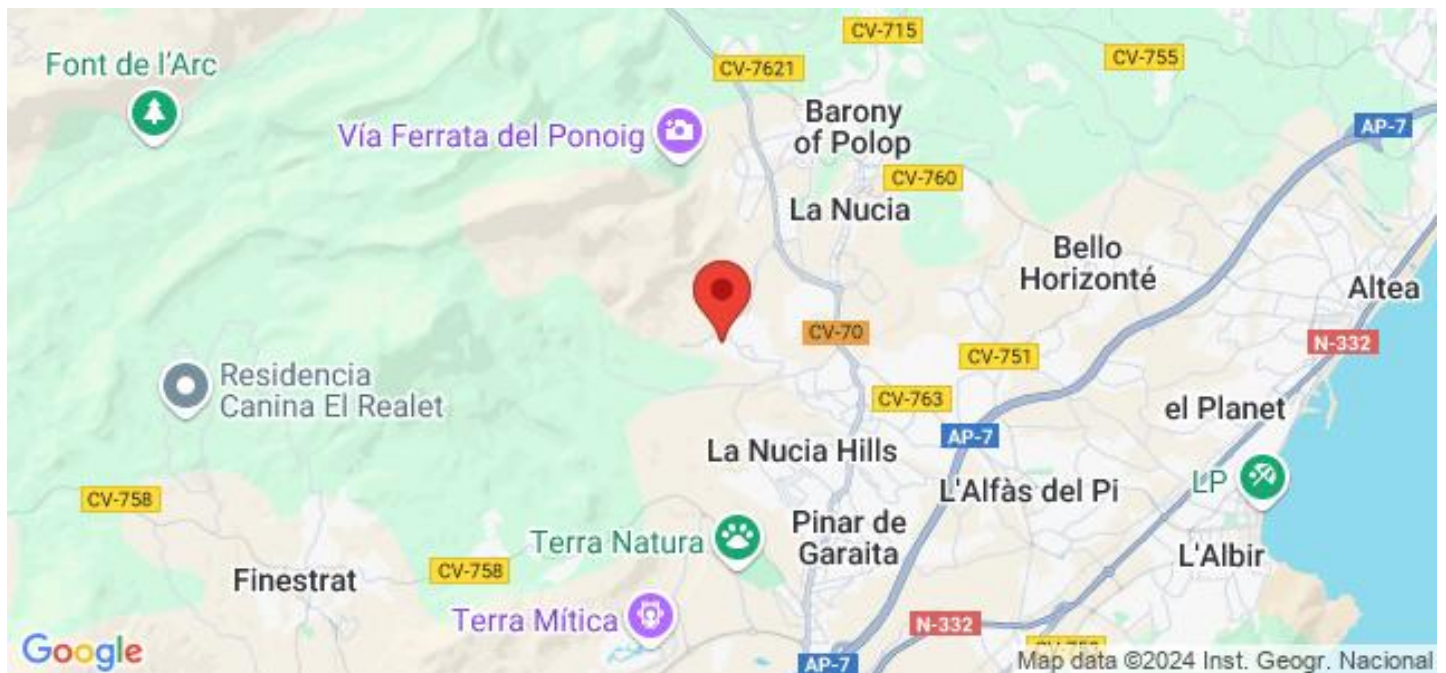 CV-715
Font de l'Arc
CV-7621
CV-755
Vía Ferrata del Ponoig
Barony
of Polop
AP-7
CV-760
La Nucia
Bello
Horizonté
Altea
CV-70
N-332
CV-751
Residencia
Canina El Realet
CV-763
el Planet
AP-7
La Nucia Hills
LP
CV-758
L'Alfàs del Pi
Terra Natura
Pinar de
Garaita
L'Albir
Finestrat
CV-758
Terra Mítica
N-332
Google
AP-7
Map data ©2024 Inst. Geogr. Nacional